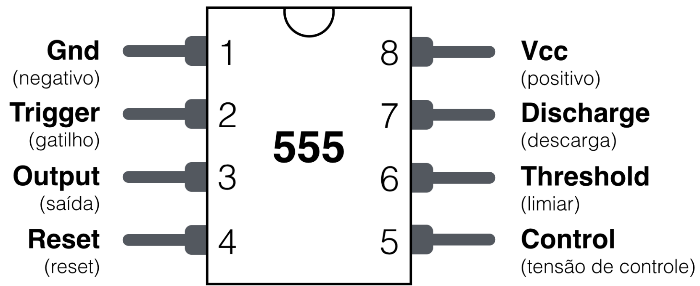 Gnd
(negativo)
1
8
Vcc
(positivo)
Trigger
(gatilho)
2
7
Discharge
(descarga)
555
Output
(saída)
3
6
Threshold
(limiar)
Reset
(reset)
4
5
Control
(tensão de controle)